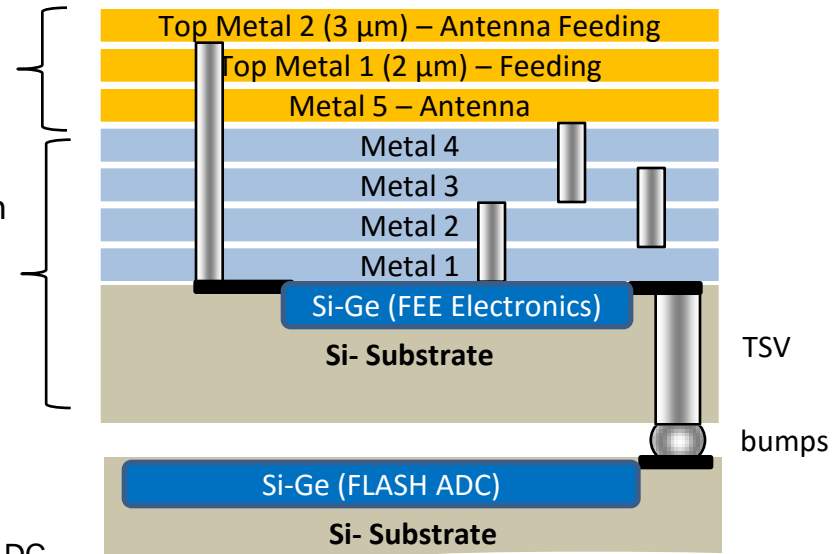 Top Metal 2 (3 µm) – Antenna Feeding
Top Metal 1 (2 µm) – Feeding
Metal 5 – Antenna
Metal 4
Metal 3
Metal 2
Metal 1
Si-Ge (FEE Electronics)
Si- Substrate
TSV
bumps
Si-Ge (FLASH ADC)
Si- Substrate